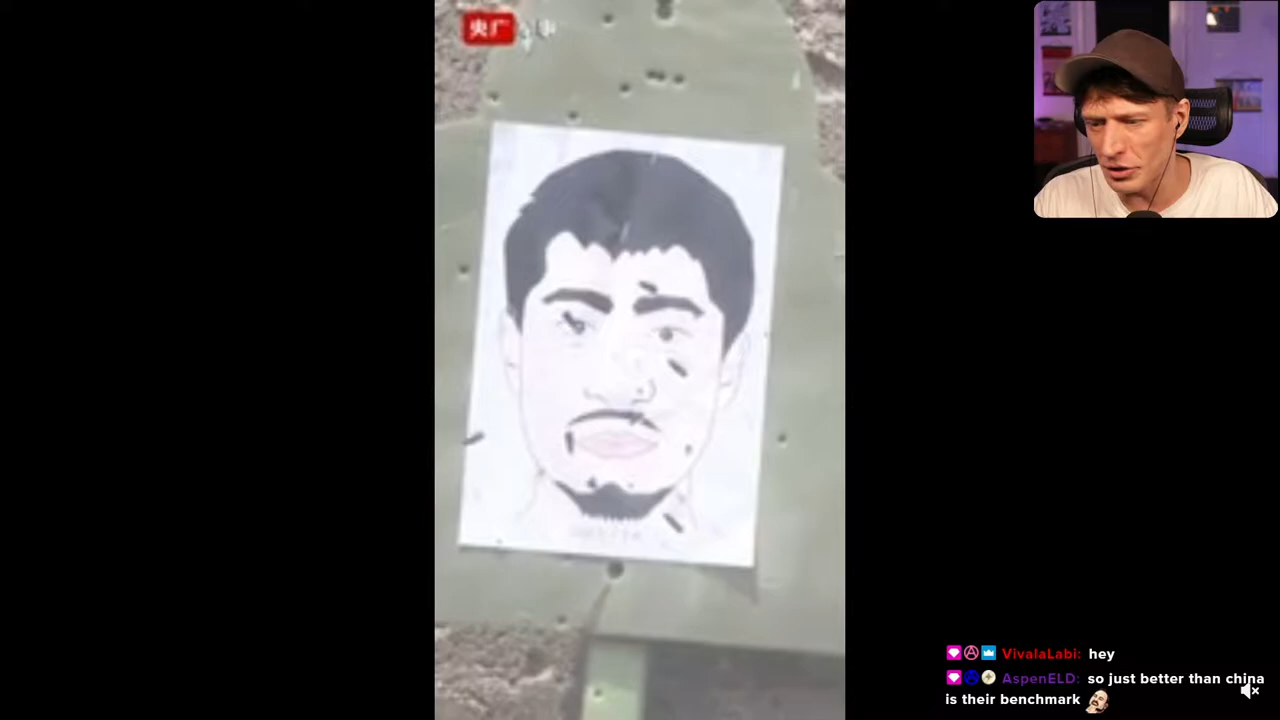 央广
VivalaLabi: hey
AspenELD: so just better than china
is their benchmark